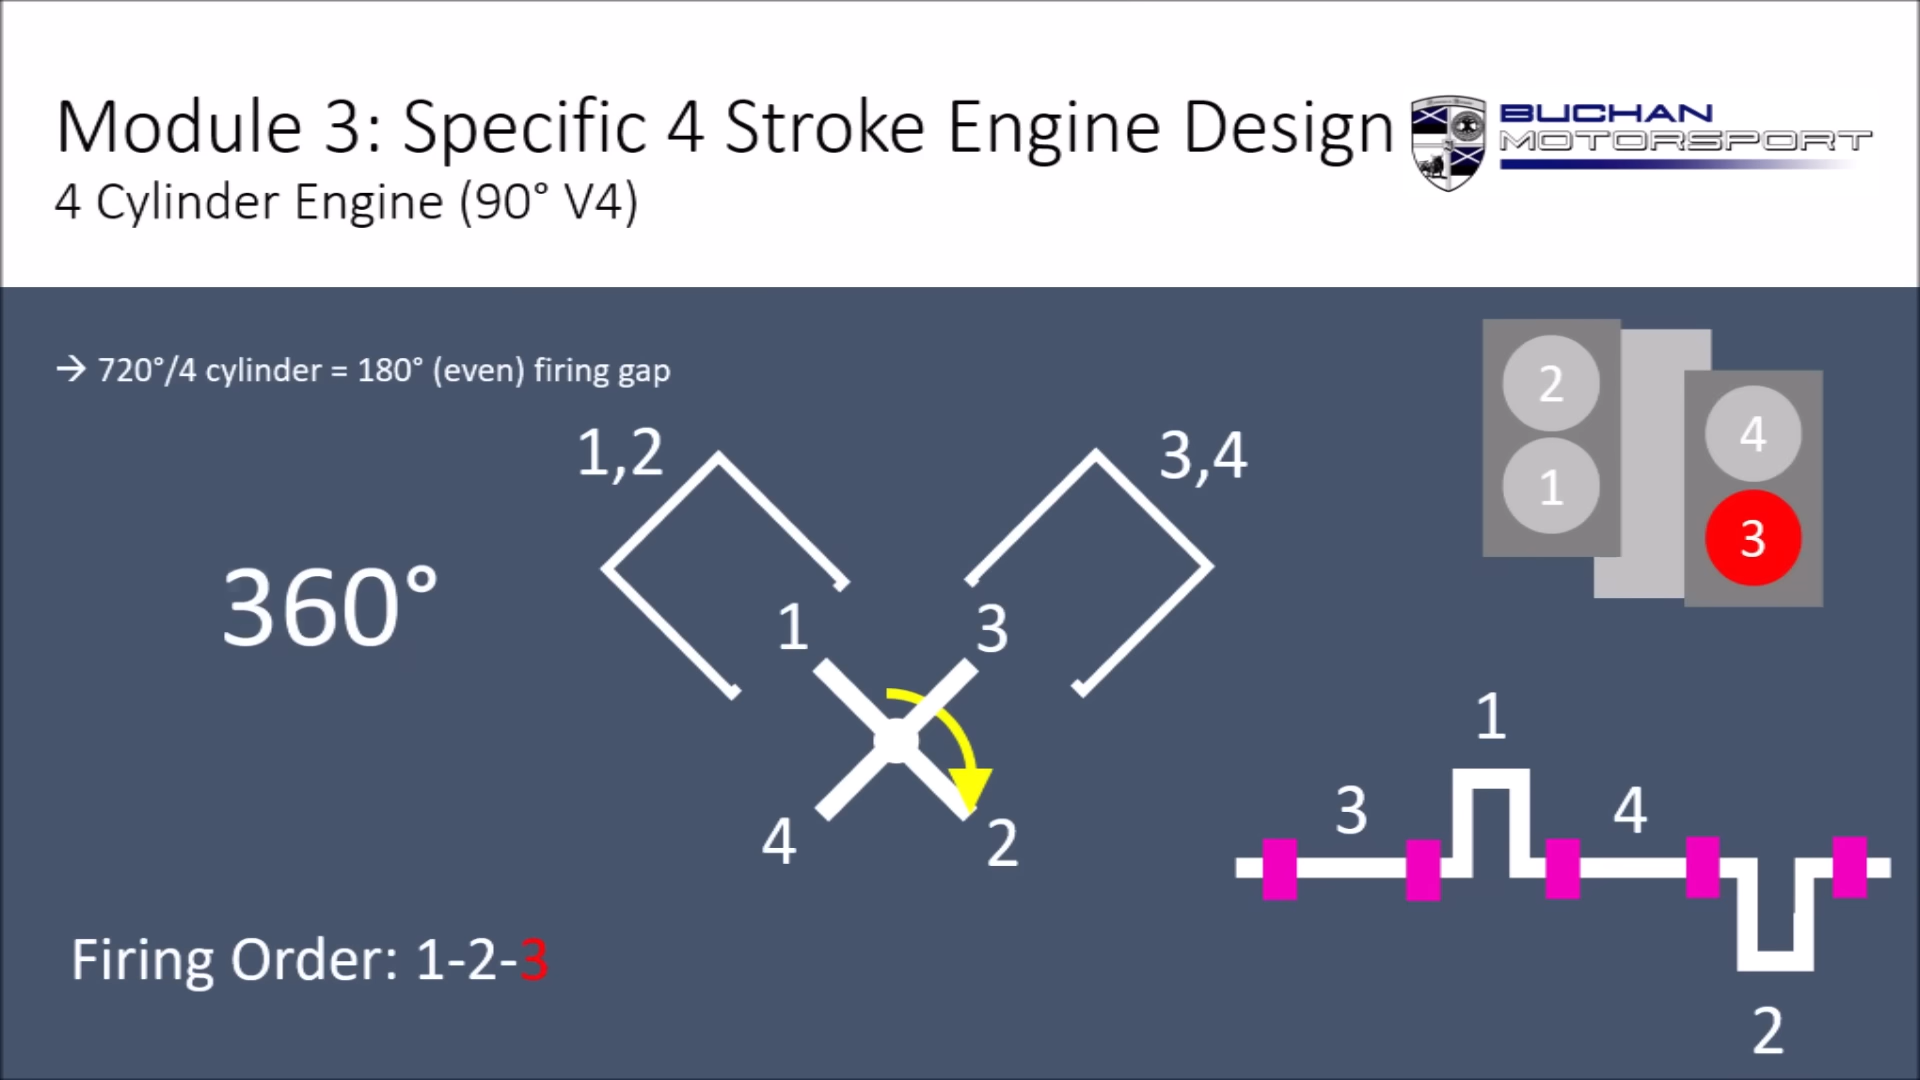 Module 3: Specific 4 Stroke Engine Design
BUCHAN
MOTORSPORT
4 Cylinder Engine (90° V4)
→ 720°/4 cylinder = 180° (even) firing gap
2
4
1
3
1,2
3,4
360°
1
3
4
2
1
3
4
2
Firing Order: 1-2-3